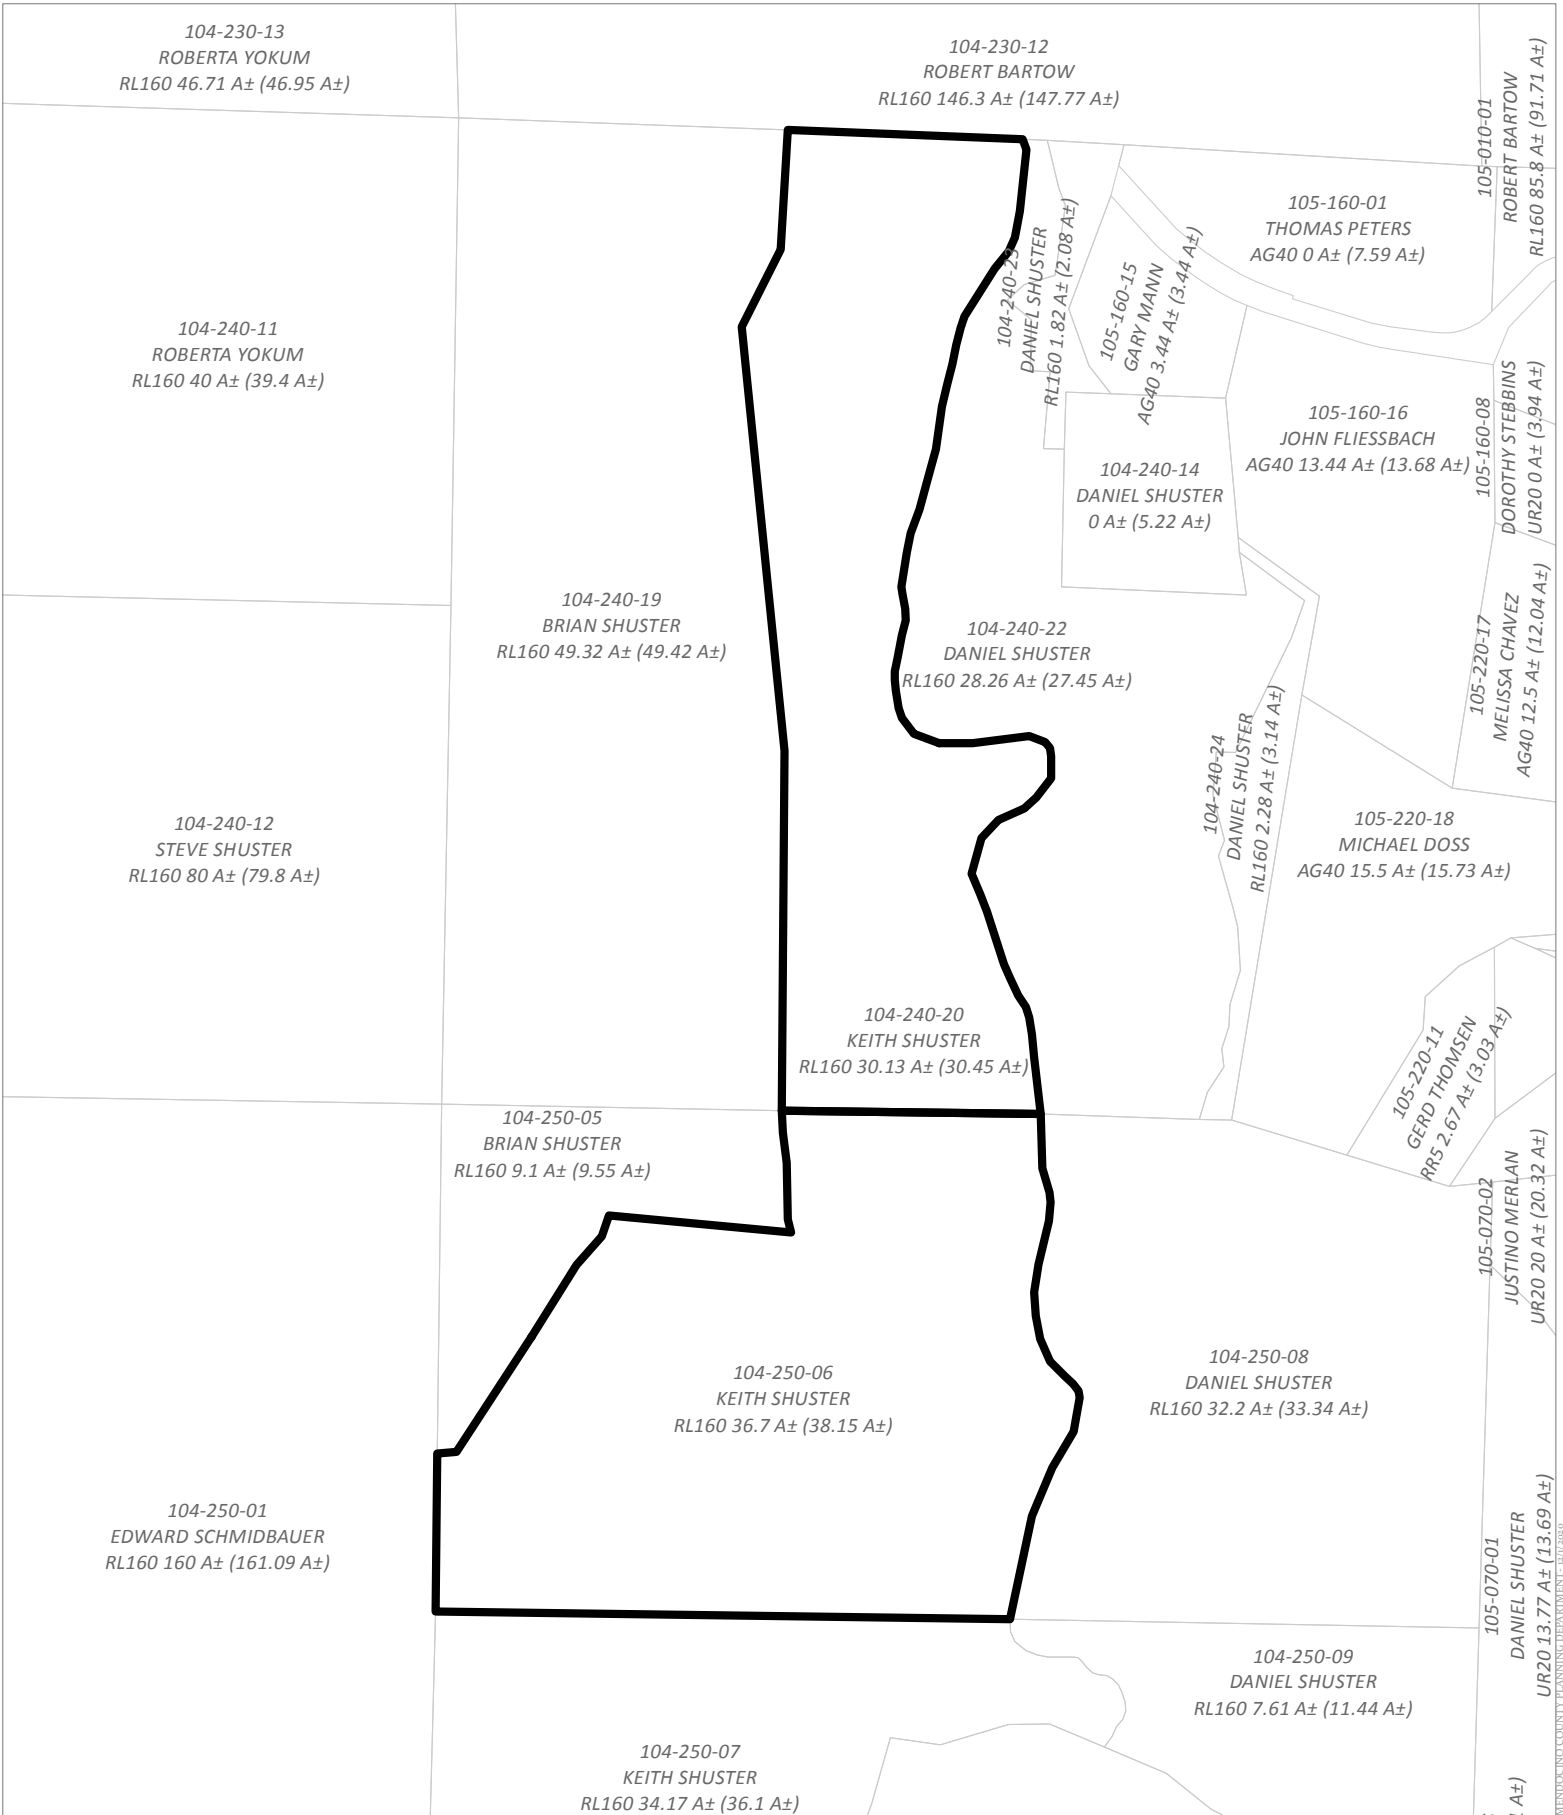 104-230-13
ROBERTA YOKUM
RL160 46.71 A± (46.95 A±)
104-230-12
ROBERT BARTOW
RL160 146.3 A± (147.77 A±)
105-010-01
ROBERT BARTOW
RL160 85.8 A± (91.71 A±)
104-240-23
DANIEL SHUSTER
RL160 1.82 A± (2.08 A±)
105-160-15
GARY MANN
AG40 3.44 A± (3.44 A±)
105-160-01
THOMAS PETERS
AG40 0 A± (7.59 A±)
104-240-11
ROBERTA YOKUM
RL160 40 A± (39.4 A±)
105-160-16
JOHN FLIESSBACH
AG40 13.44 A± (13.68 A±)
105-160-08
DOROTHY STEBBINS
UR20 0 A± (3.94 A±)
104-240-14
DANIEL SHUSTER
0 A± (5.22 A±)
104-240-19
BRIAN SHUSTER
RL160 49.32 A± (49.42 A±)
104-240-22
DANIEL SHUSTER
RL160 28.26 A± (27.45 A±)
105-220-17
MELISSA CHAVEZ
AG40 12.5 A± (12.04 A±)
104-240-24
DANIEL SHUSTER
RL160 2.28 A± (3.14 A±)
104-240-12
STEVE SHUSTER
RL160 80 A± (79.8 A±)
105-220-18
MICHAEL DOSS
AG40 15.5 A± (15.73 A±)
104-240-20
KEITH SHUSTER
RL160 30.13 A± (30.45 A±)
105-220-11
GERD THOMSEN
RR5 2.67 A± (3.03 A±)
104-250-05
BRIAN SHUSTER
RL160 9.1 A± (9.55 A±)
105-070-02
JUSTINO MERLAN
UR20 20 A± (20.32 A±)
104-250-06
KEITH SHUSTER
RL160 36.7 A± (38.15 A±)
104-250-08
DANIEL SHUSTER
RL160 32.2 A± (33.34 A±)
104-250-01
EDWARD SCHMIDBAUER
RL160 160 A± (161.09 A±)
105-070-01
DANIEL SHUSTER
UR20 13.77 A± (13.69 A±)
104-250-09
DANIEL SHUSTER
RL160 7.61 A± (11.44 A±)
104-250-07
KEITH SHUSTER
RL160 34.17 A± (36.1 A±)
A±)
MENDOCINO COUNTY PLANNING DEPARTMENT -